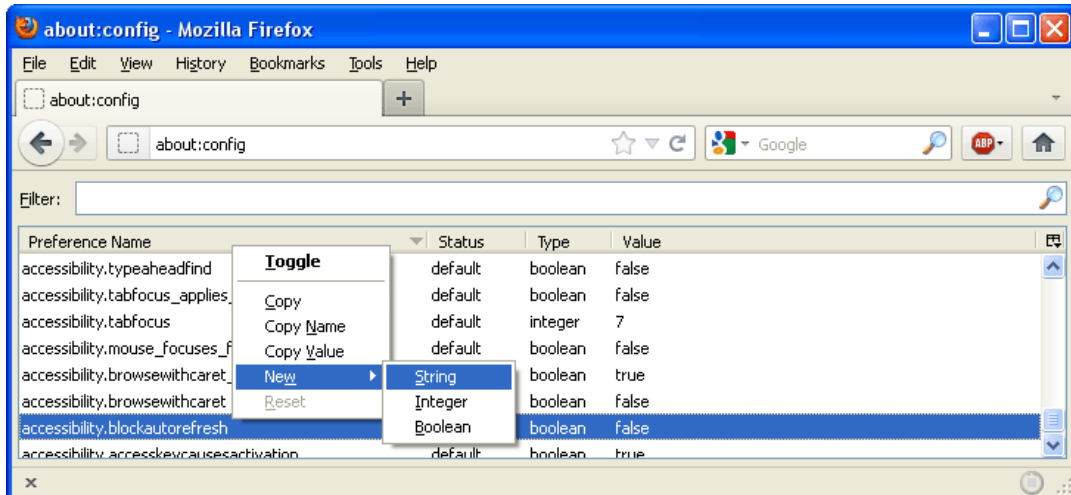 about:config - Mozilla Firefox
File Edit View History Bookmarks Tools Help
about:config +
about:config Google ABP
Filter:
Preference Name Status Type Value
accessibility.typeaheadfind default boolean false
accessibility.tabfocus_applies_ default boolean false
accessibility.tabfocus default integer 7
accessibility.mouse_focuses_f default boolean false
accessibility.browsewithcaret_ boolean true
accessibility.browsewithcaret boolean false
accessibility.blockautorefresh boolean false
accessibility.accesskeycausesactivation default boolean true
Toggle
Copy
Copy Name
Copy Value
New
Reset
String
Integer
Boolean
x